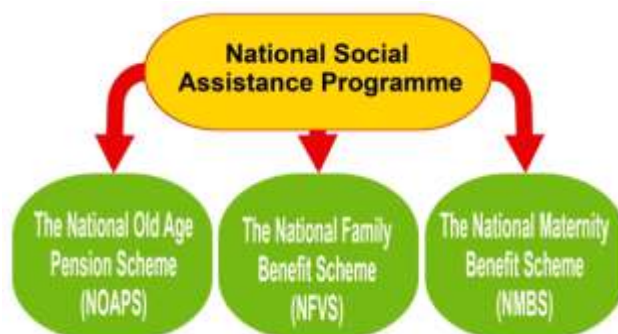 National Social
Assistance Programme
The National Old Age
Pension Scheme
(NOAPS)
The National Family
Benefit Scheme
(NFVS)
The National Maternity
Benefit Scheme
(NMBS)